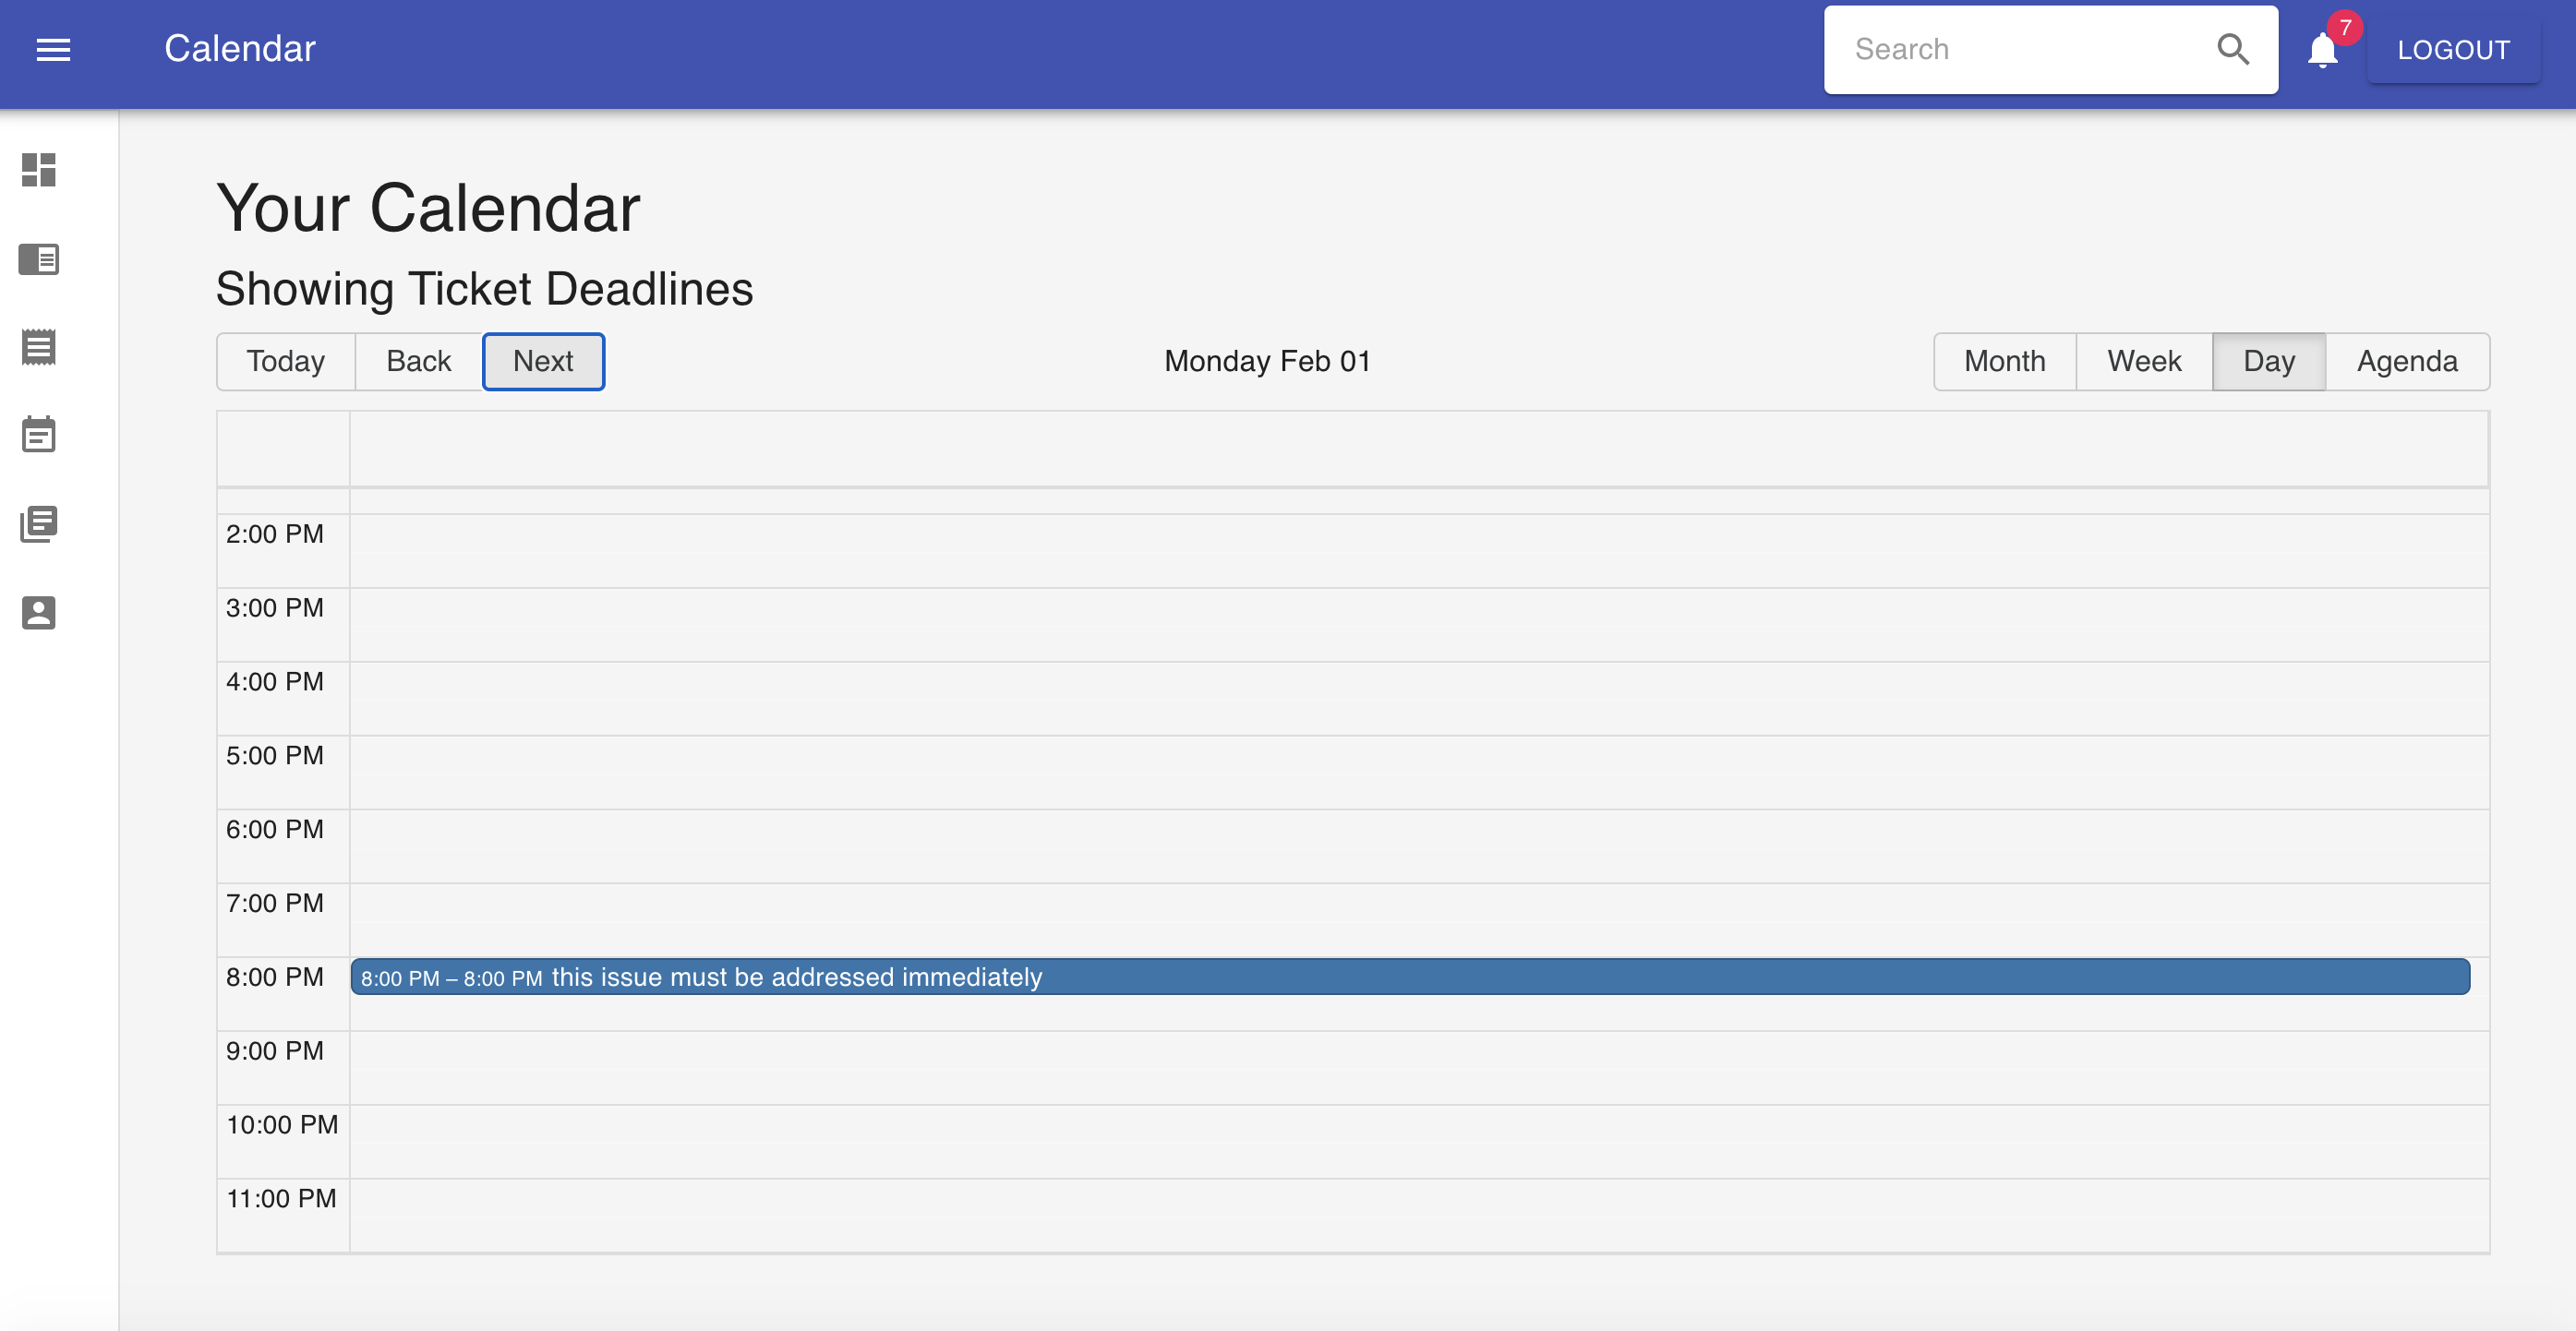 Calendar
Search
7
LOGOUT
Your Calendar
Showing Ticket Deadlines
Today Back Next
Monday Feb 01
Month Week Day Agenda
2:00 PM
3:00 PM
4:00 PM
5:00 PM
6:00 PM
7:00 PM
8:00 PM
8:00 PM – 8:00 PM this issue must be addressed immediately
9:00 PM
10:00 PM
11:00 PM